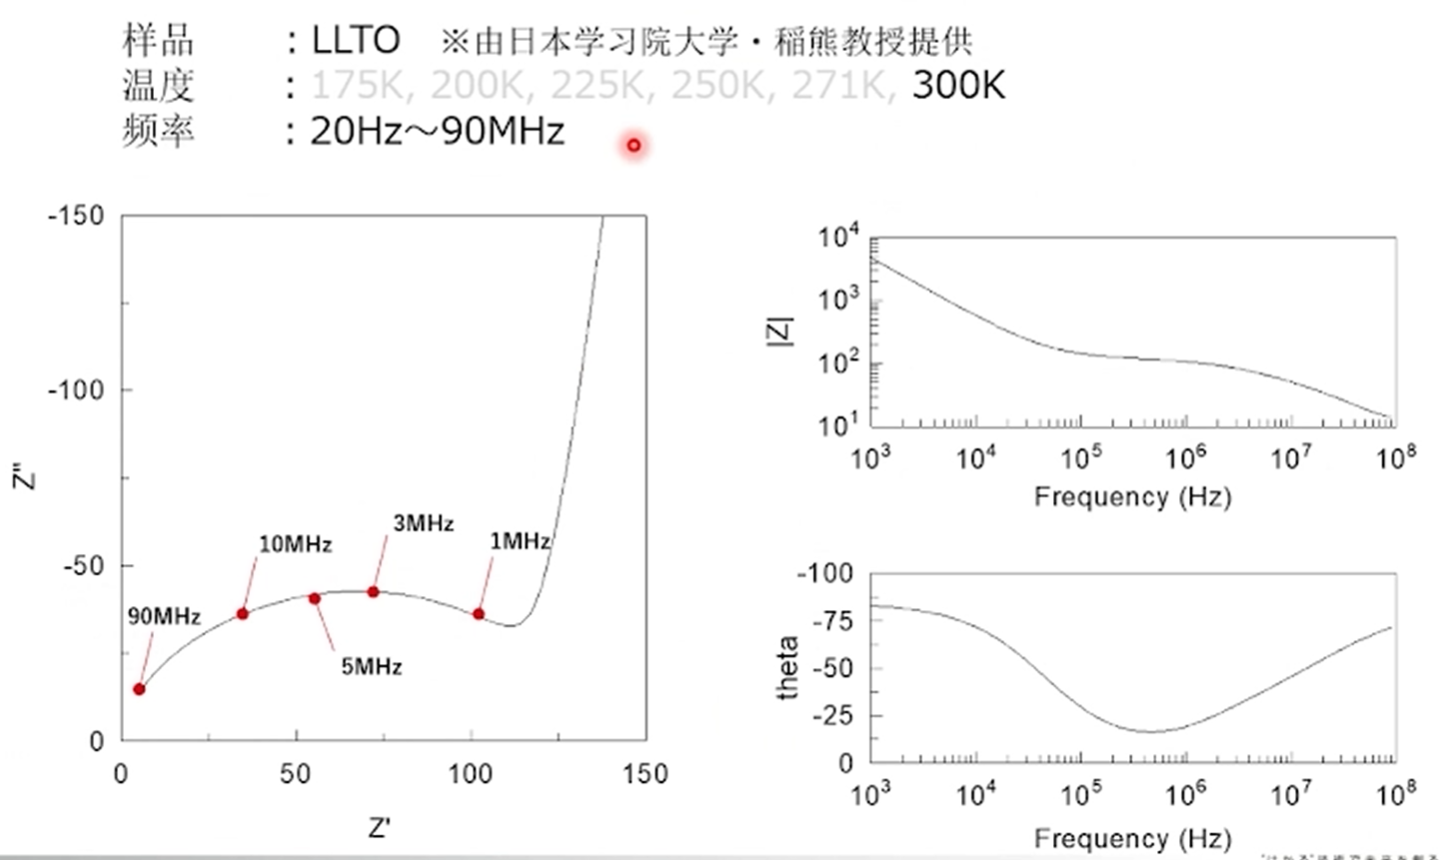 样品 : LLTO ※由日本学习院大学・稲熊教授提供
温度 : 175K, 200K, 225K, 250K, 271K, 300K
频率 : 20Hz～90MHz
-150
-100
-50
0
Z"
0 50 100 150
Z'
90MHz
10MHz
5MHz
3MHz
1MHz
10⁴
10³
10²
10¹
|Z|
10³ 10⁴ 10⁵ 10⁶ 10⁷ 10⁸
Frequency (Hz)
-100
-75
-50
-25
0
theta
10³ 10⁴ 10⁵ 10⁶ 10⁷ 10⁸
Frequency (Hz)